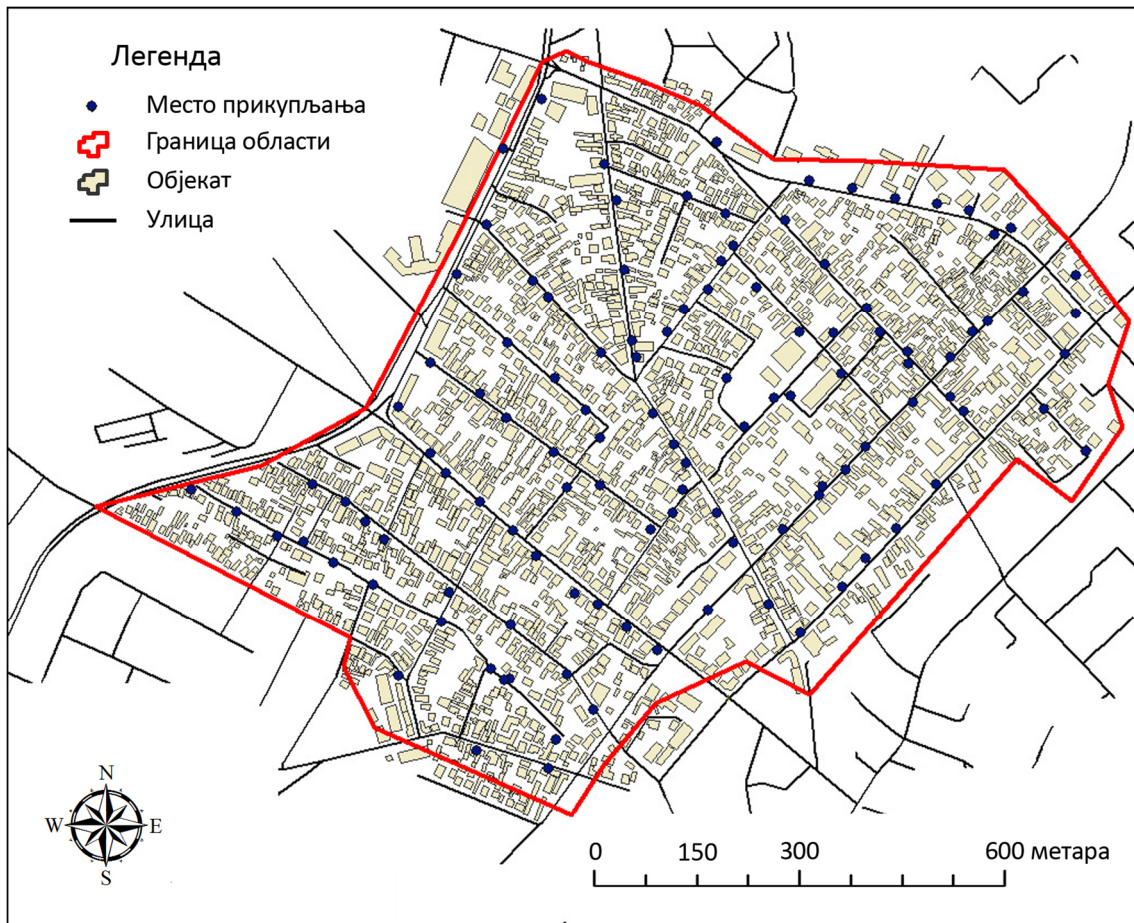 Легенда
Место прикупљања
Граница области
Објекат
Улица
N
W E
S
0 150 300 600 метара